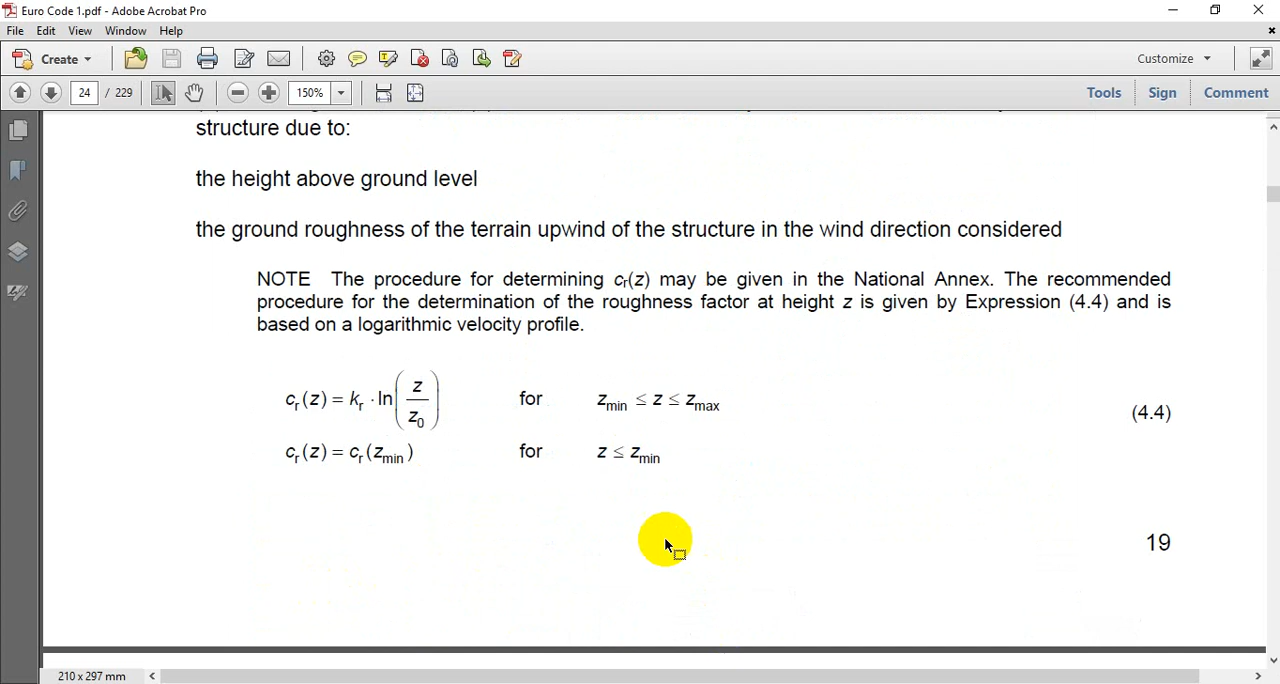 Euro Code 1.pdf - Adobe Acrobat Pro
File Edit View Window Help
Create Customize
24 / 229 150% Tools Sign Comment
structure due to:
the height above ground level
the ground roughness of the terrain upwind of the structure in the wind direction considered
NOTE The procedure for determining cr(z) may be given in the National Annex. The recommended
procedure for the determination of the roughness factor at height z is given by Expression (4.4) and is
based on a logarithmic velocity profile.
cr(z) = kr · ln(z/z0) for zmin ≤ z ≤ zmax
(4.4)
cr(z) = cr(zmin) for z ≤ zmin
19
210 x 297 mm